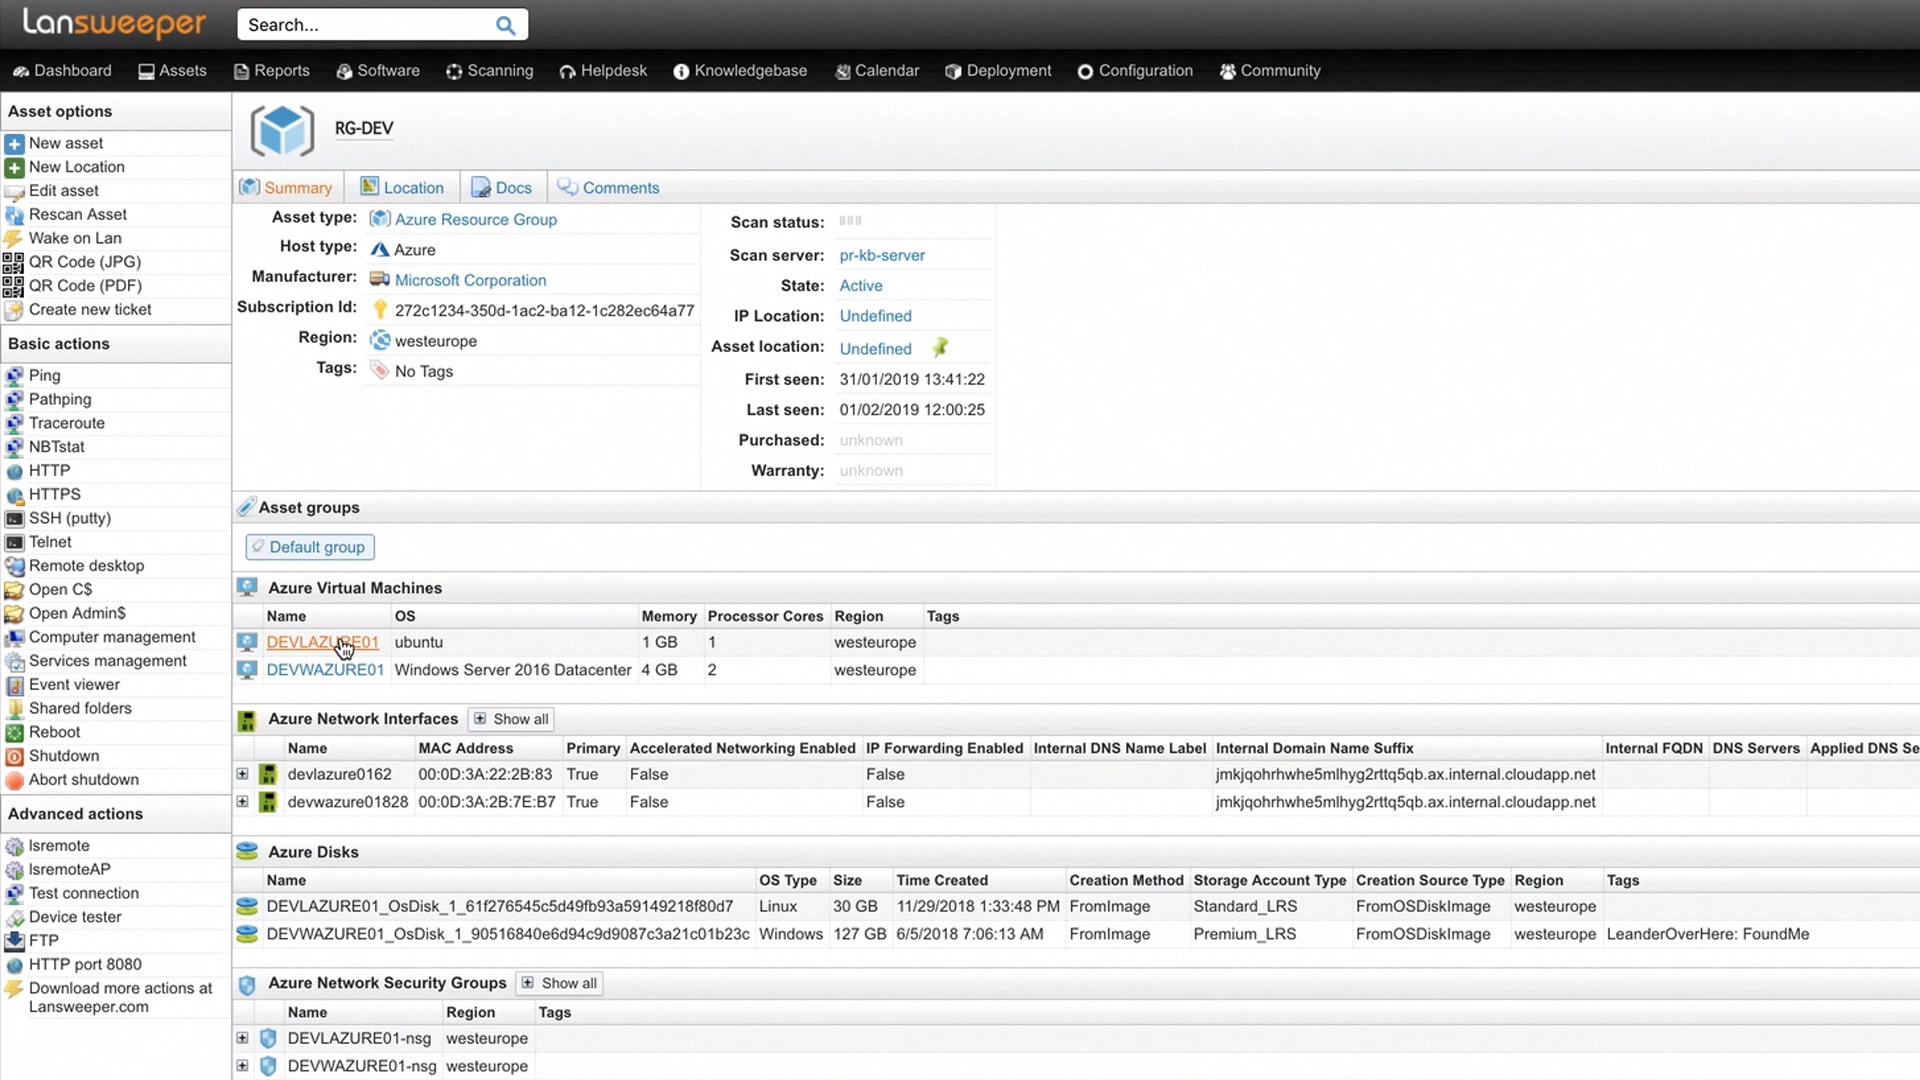 Lansweeper
Search...
Dashboard Assets Reports Software Scanning Helpdesk Knowledgebase Calendar Deployment Configuration Community
Asset options
New asset
New Location
Edit asset
Rescan Asset
Wake on Lan
QR Code (JPG)
QR Code (PDF)
Create new ticket
Basic actions
Ping
Pathping
Traceroute
NBTstat
HTTP
HTTPS
SSH (putty)
Telnet
Remote desktop
Open C$
Open Admin$
Computer management
Services management
Event viewer
Shared folders
Reboot
Shutdown
Abort shutdown
Advanced actions
lsremote
lsremoteAP
Test connection
Device tester
FTP
HTTP port 8080
Download more actions at
Lansweeper.com
RG-DEV
Summary Location Docs Comments
Asset type: Azure Resource Group
Host type: Azure
Manufacturer: Microsoft Corporation
Subscription Id: 272c1234-350d-1ac2-ba12-1c282ec64a77
Region: westeurope
Tags: No Tags
Scan status:
Scan server: pr-kb-server
State: Active
IP Location: Undefined
Asset location: Undefined
First seen: 31/01/2019 13:41:22
Last seen: 01/02/2019 12:00:25
Purchased: unknown
Warranty: unknown
Asset groups
Default group
Azure Virtual Machines
Name OS Memory Processor Cores Region Tags
DEVLAZURE01 ubuntu 1 GB 1 westeurope
DEVWAZURE01 Windows Server 2016 Datacenter 4 GB 2 westeurope
Azure Network Interfaces Show all
Name MAC Address Primary Accelerated Networking Enabled IP Forwarding Enabled Internal DNS Name Label Internal Domain Name Suffix Internal FQDN DNS Servers Applied DNS Se
devlazure0162 00:0D:3A:22:2B:83 True False False jmkjqohrhwhe5mlhyg2rttq5qb.ax.internal.cloudapp.net
devwazure01828 00:0D:3A:2B:7E:B7 True False False jmkjqohrhwhe5mlhyg2rttq5qb.ax.internal.cloudapp.net
Azure Disks
Name OS Type Size Time Created Creation Method Storage Account Type Creation Source Type Region Tags
DEVLAZURE01_OsDisk_1_61f276545c5d49fb93a59149218f80d7 Linux 30 GB 11/29/2018 1:33:48 PM FromImage Standard_LRS FromOSDiskImage westeurope
DEVWAZURE01_OsDisk_1_90516840e6d94c9d9087c3a21c01b23c Windows 127 GB 6/5/2018 7:06:13 AM FromImage Premium_LRS FromOSDiskImage westeurope LeanderOverHere: FoundMe
Azure Network Security Groups Show all
Name Region Tags
DEVLAZURE01-nsg westeurope
DEVWAZURE01-nsg westeurope